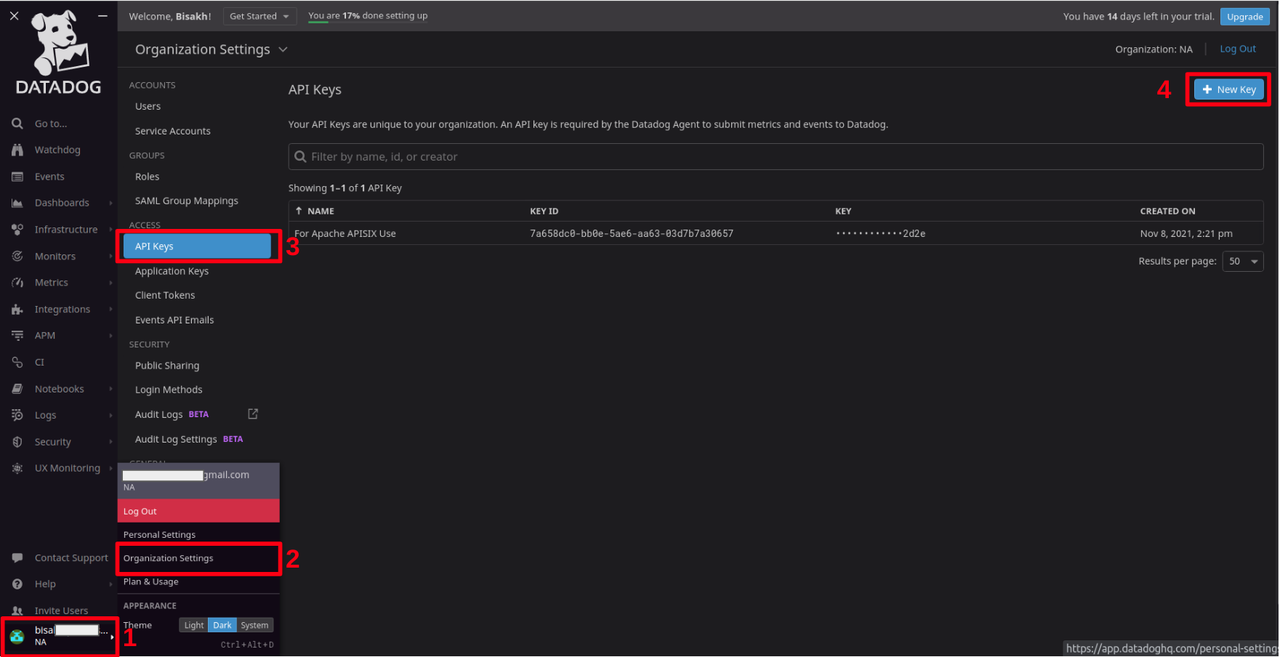 Welcome, Bisakh!
Get Started
You are 17% done setting up
You have 14 days left in your trial.
Upgrade
DATADOG
Organization Settings
Organization: NA
Log Out
Go to...
Watchdog
Events
Dashboards
Infrastructure
Monitors
Metrics
Integrations
APM
CI
Notebooks
Logs
Security
UX Monitoring
Contact Support
Help
Invite Users
bisa
...
NA
1
ACCOUNTS
Users
Service Accounts
GROUPS
Roles
SAML Group Mappings
ACCESS
API Keys
3
Application Keys
Client Tokens
Events API Emails
SECURITY
Public Sharing
Login Methods
Audit Logs BETA
Audit Log Settings BETA
GENERAL
gmail.com
NA
Log Out
Personal Settings
Organization Settings
2
Plan & Usage
APPEARANCE
Theme
Light Dark System
Ctrl+Alt+D
API Keys
4
+ New Key
Your API Keys are unique to your organization. An API key is required by the Datadog Agent to submit metrics and events to Datadog.
Filter by name, id, or creator
Showing 1–1 of 1 API Key
↑ NAME KEY ID KEY CREATED ON
For Apache APISIX Use 7a658dc0-bb0e-5ae6-aa63-03d7b7a30657 ••••••••••••2d2e Nov 8, 2021, 2:21 pm
Results per page: 50
https://app.datadoghq.com/personal-setting